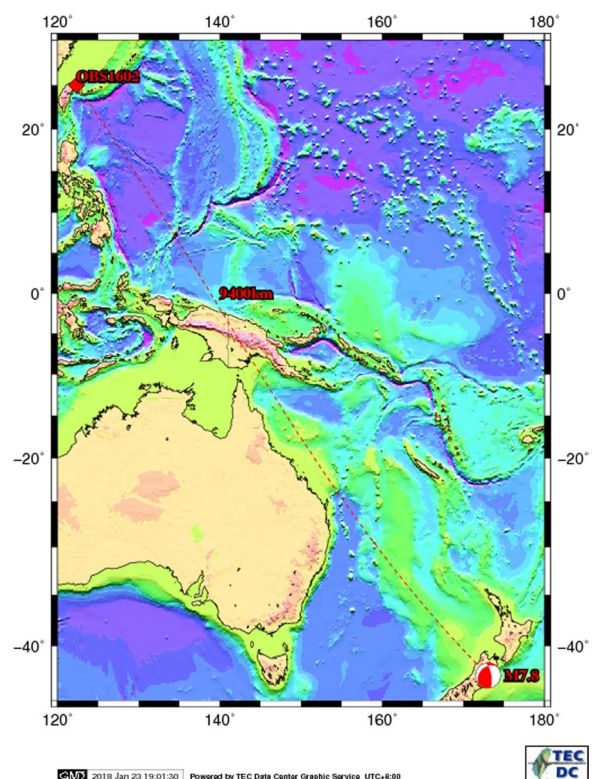 120˚ 140˚ 160˚ 180˚
OBS1602
20˚ 20˚
9400km
0˚ 0˚
−20˚ −20˚
−40˚ −40˚
M7.8
120˚ 140˚ 160˚ 180˚
GMD 2018 Jan 23 19:01:30 Powered by TEC Data Center Graphic Service UTC+8:00
TEC
DC